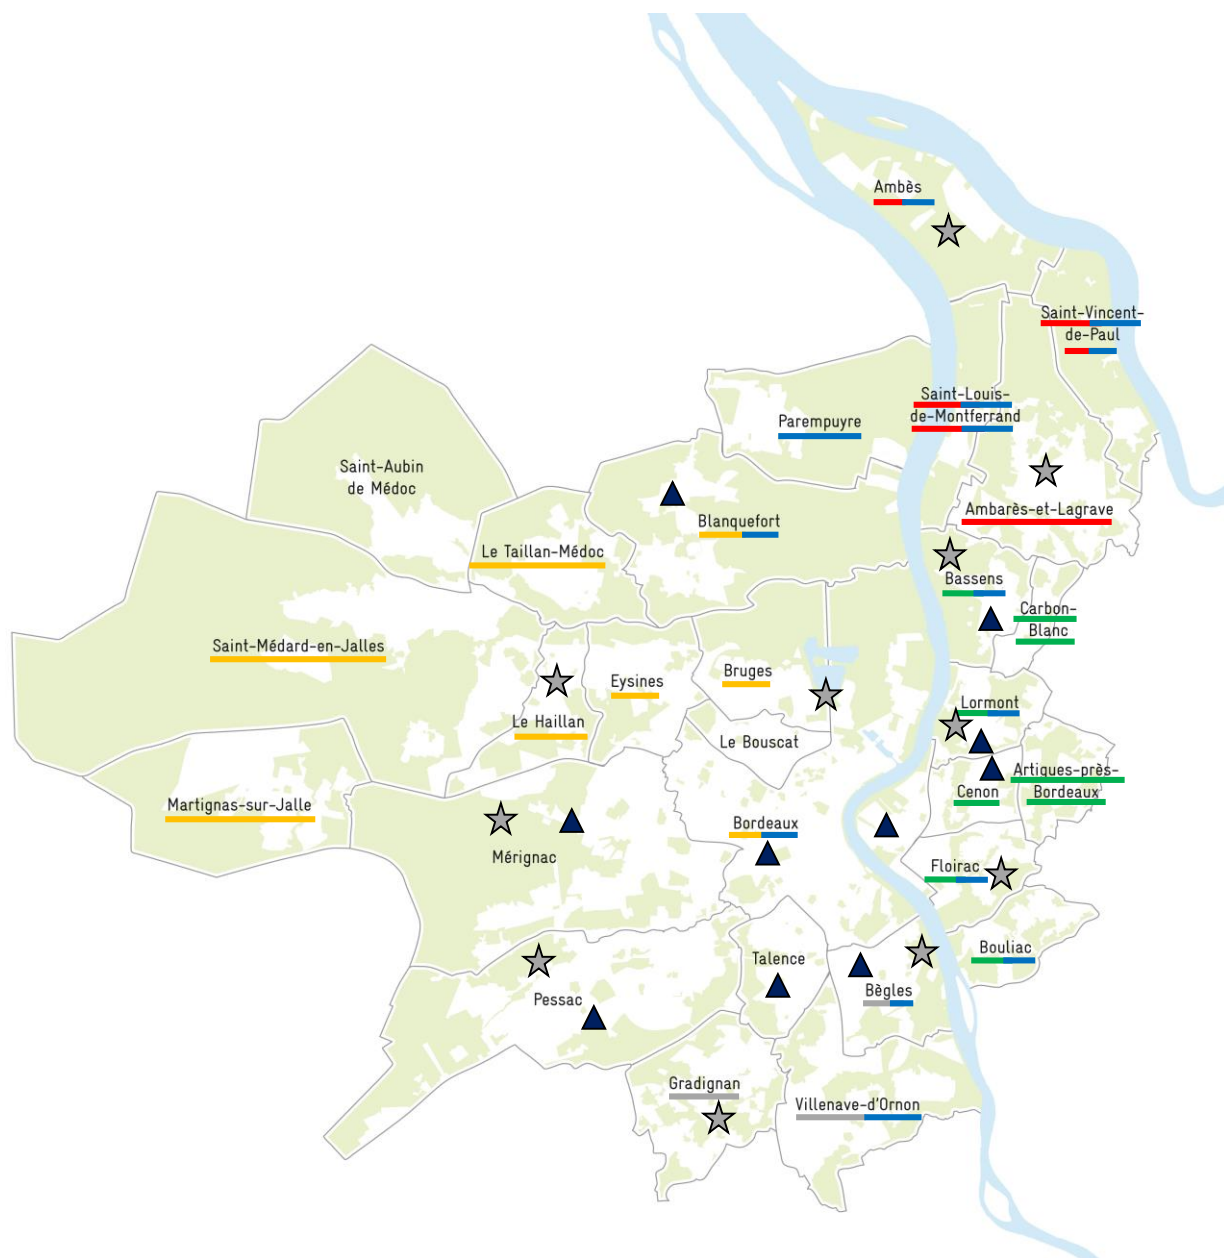 Ambès
Saint-Vincent-
de-Paul
Saint-Louis-
de-Montferrand
Parempuyre
Saint-Aubin
de Médoc
Ambarès-et-Lagrave
Blanquefort
Le Taillan-Médoc
Bassens
Carbon-
Blanc
Saint-Médard-en-Jalles
Eysines
Bruges
Lormont
Le Haillan
Le Bouscat
Artiques-près-
Bordeaux
Cenon
Martignas-sur-Jalle
Bordeaux
Mérignac
Floirac
Bouliac
Talence
Bègles
Pessac
Gradignan
Villenave-d'Ornon